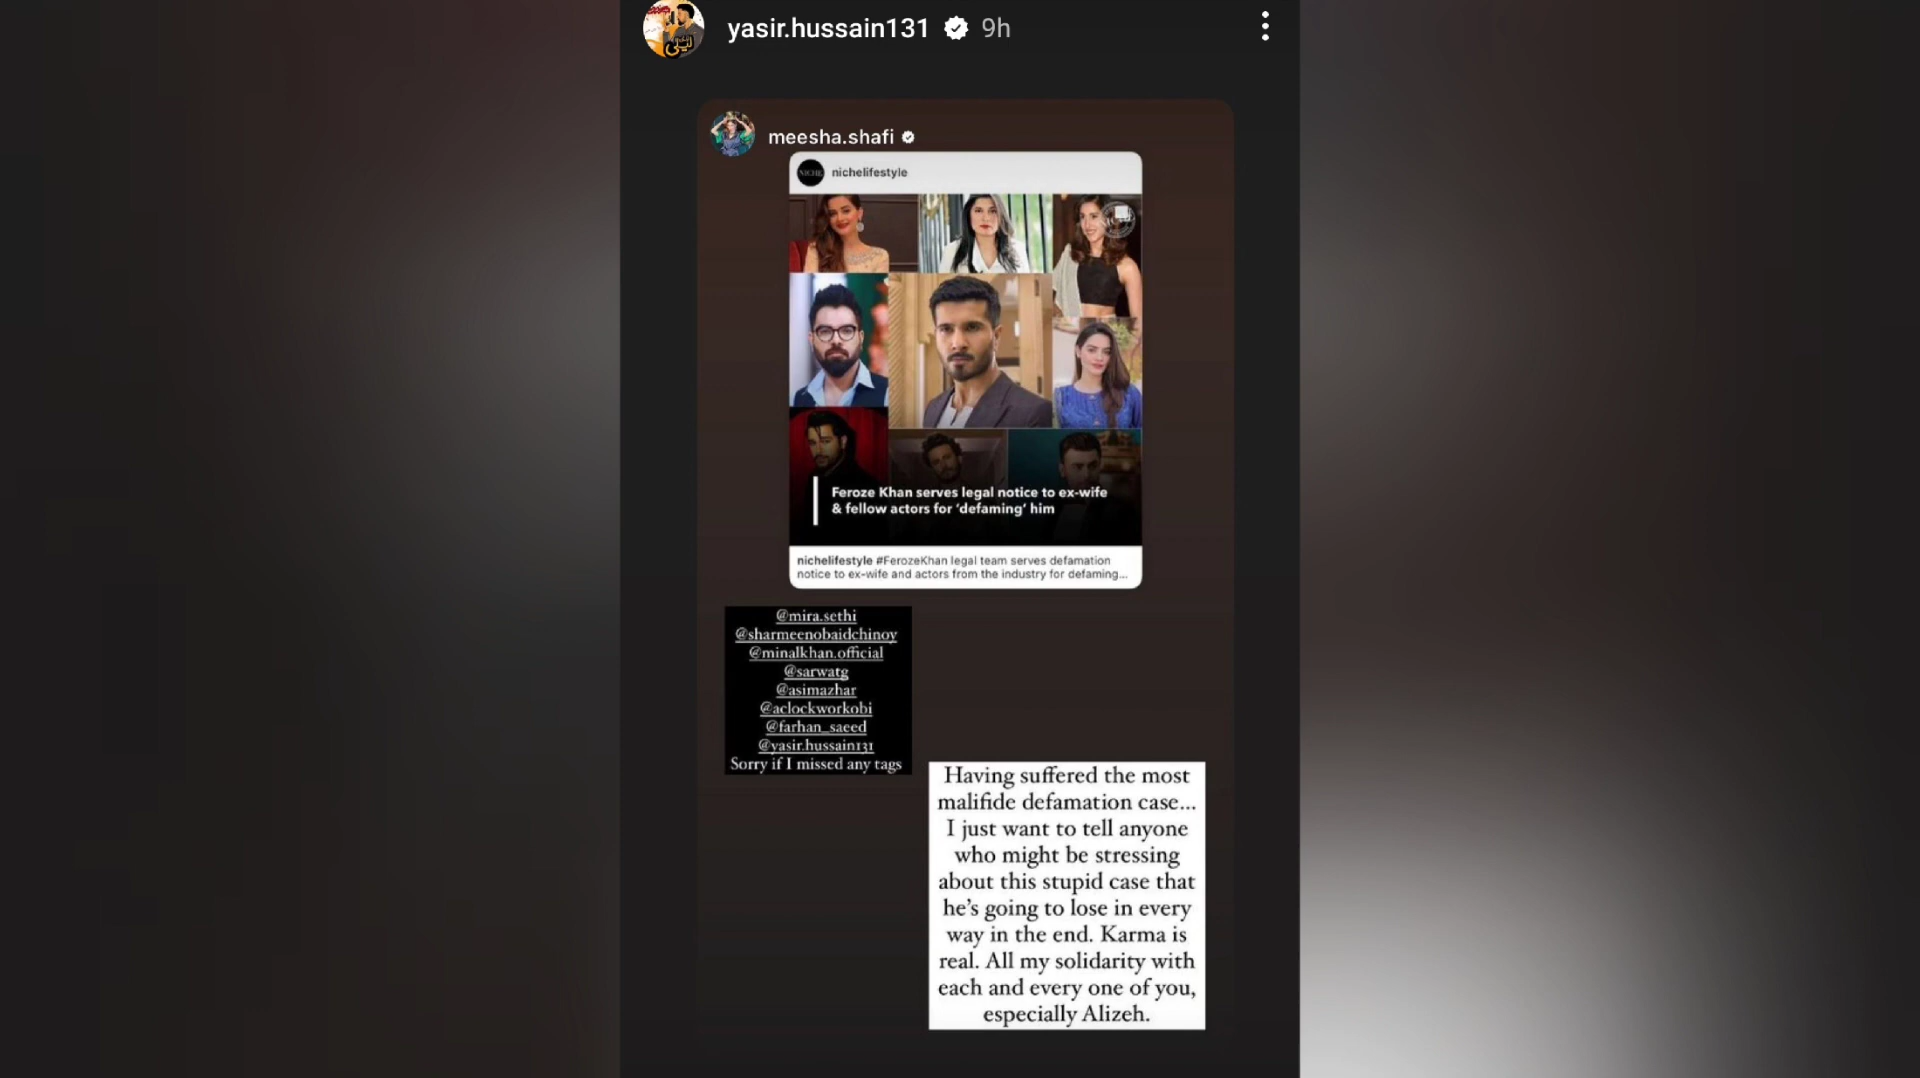 yasir.hussain131 9h
meesha.shafi
NICHE nichelifestyle
Feroze Khan serves legal notice to ex-wife
& fellow actors for ‘defaming’ him
nichelifestyle #FerozeKhan legal team serves defamation
notice to ex-wife and actors from the industry for defaming...
@mira.sethi
@sharmeenobaidchinoy
@minalkhan.official
@sarwatg
@asimazhar
@aclockworkobi
@farhan_saeed
@yasir.hussain131
Sorry if I missed any tags
Having suffered the most
malifide defamation case...
I just want to tell anyone
who might be stressing
about this stupid case that
he’s going to lose in every
way in the end. Karma is
real. All my solidarity with
each and every one of you,
especially Alizeh.